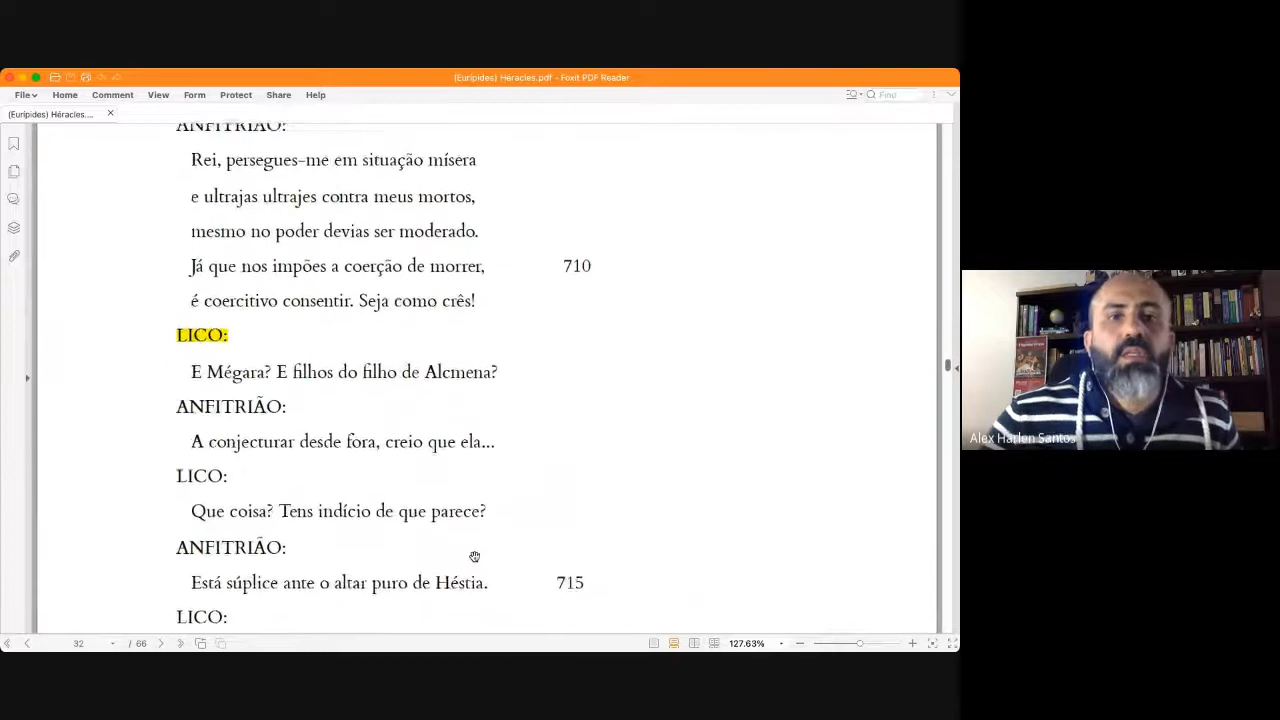 (Eurípides) Héracles.pdf - Foxit PDF Reader
File Home Comment View Form Protect Share Help
Find
(Eurípides) Héracles....
ANFITRIÃO:
Rei, persegues-me em situação mísera
e ultrajas ultrajes contra meus mortos,
mesmo no poder devias ser moderado.
Já que nos impões a coerção de morrer, 710
é coercitivo consentir. Seja como crês!
LICO:
E Mégara? E filhos do filho de Alcmena?
ANFITRIÃO:
A conjecturar desde fora, creio que ela...
LICO:
Que coisa? Tens indício de que parece?
ANFITRIÃO:
Está súplice ante o altar puro de Héstia. 715
LICO:
32 / 66
127.63%
Alex Harlen Santos